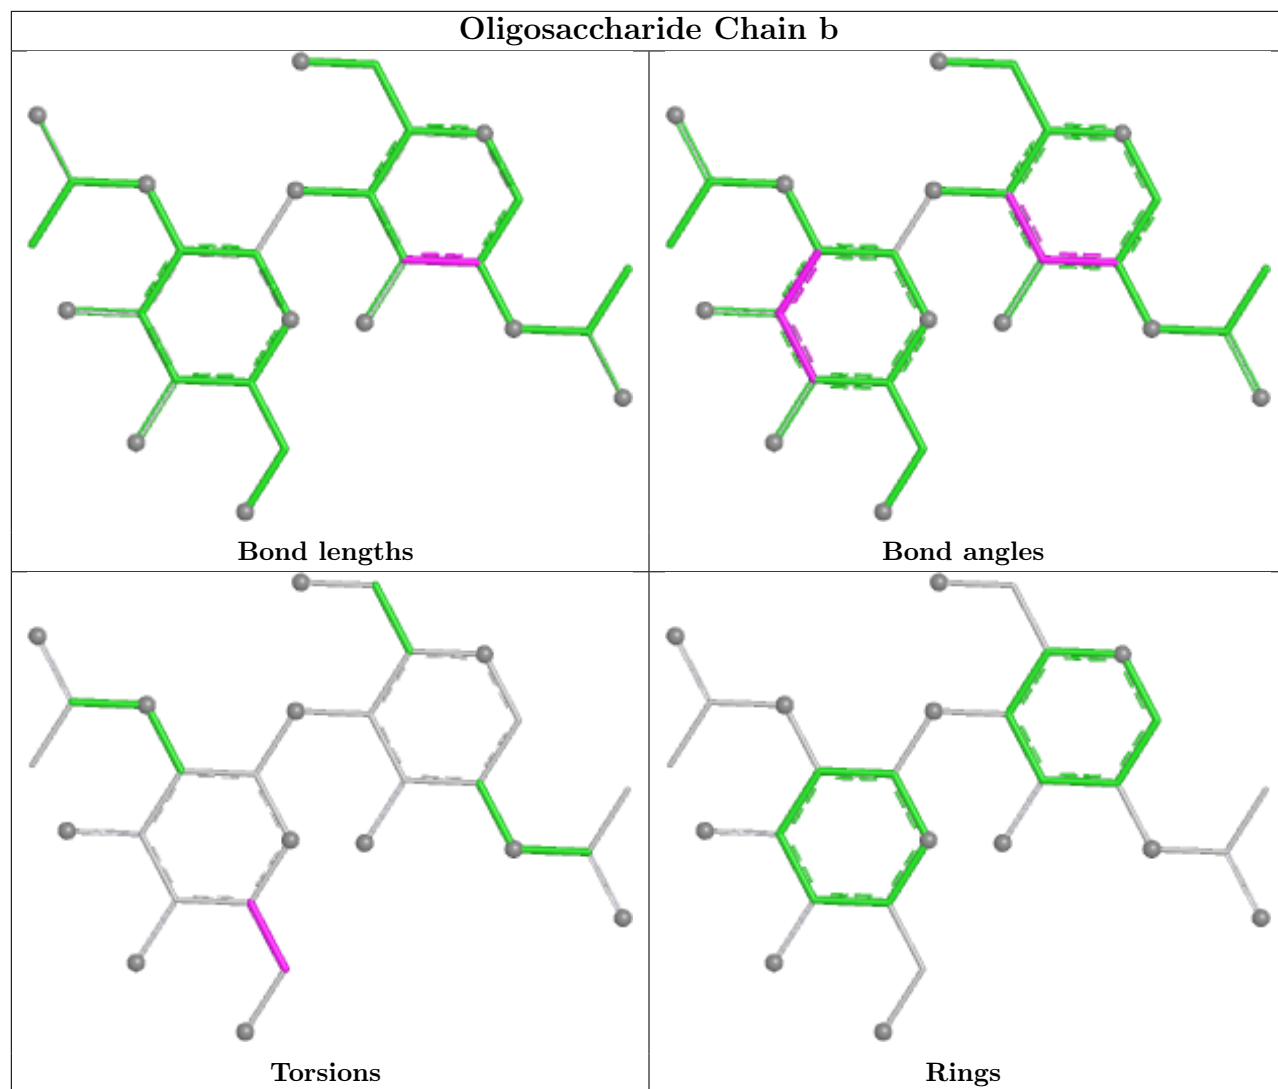 Oligosaccharide Chain b
Bond lengths
Bond angles
Torsions
Rings